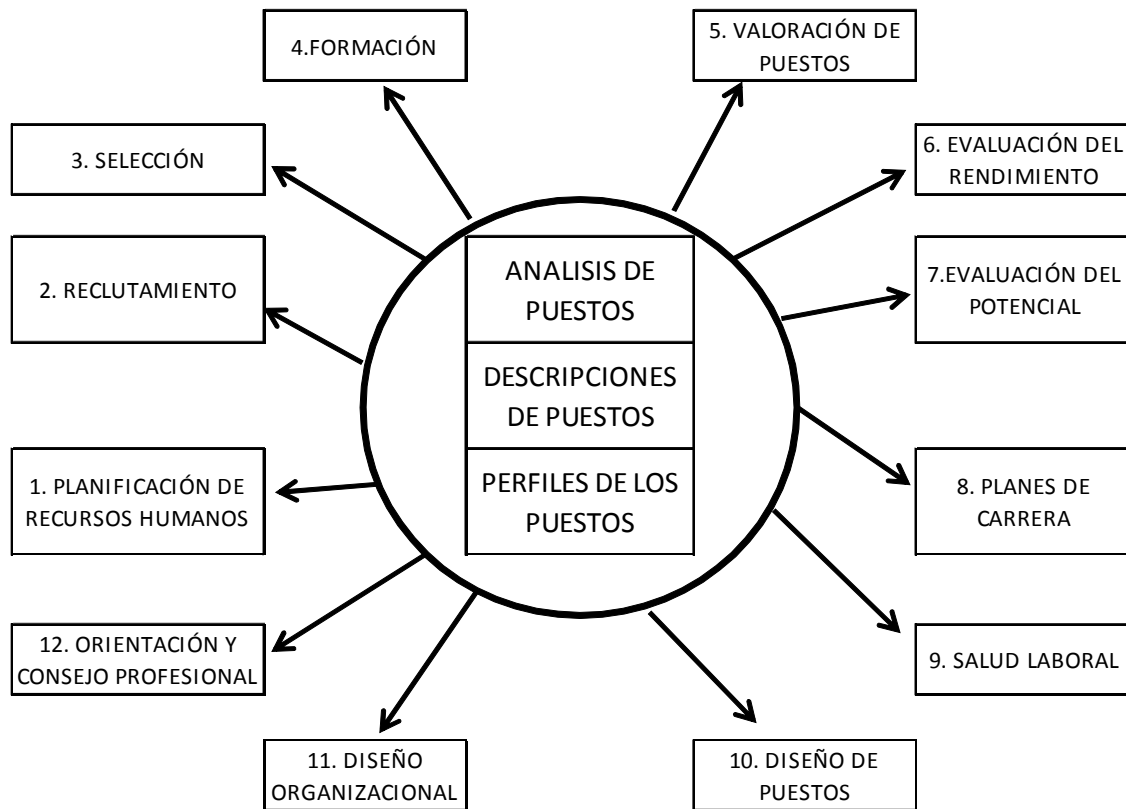 4.FORMACIÓN
5. VALORACIÓN DE
PUESTOS
3. SELECCIÓN
6. EVALUACIÓN DEL
RENDIMIENTO
2. RECLUTAMIENTO
ANALISIS DE
PUESTOS
7.EVALUACIÓN DEL
POTENCIAL
DESCRIPCIONES
DE PUESTOS
1. PLANIFICACIÓN DE
RECURSOS HUMANOS
PERFILES DE LOS
PUESTOS
8. PLANES DE
CARRERA
12. ORIENTACIÓN Y
CONSEJO PROFESIONAL
9. SALUD LABORAL
11. DISEÑO
ORGANIZACIONAL
10. DISEÑO DE
PUESTOS